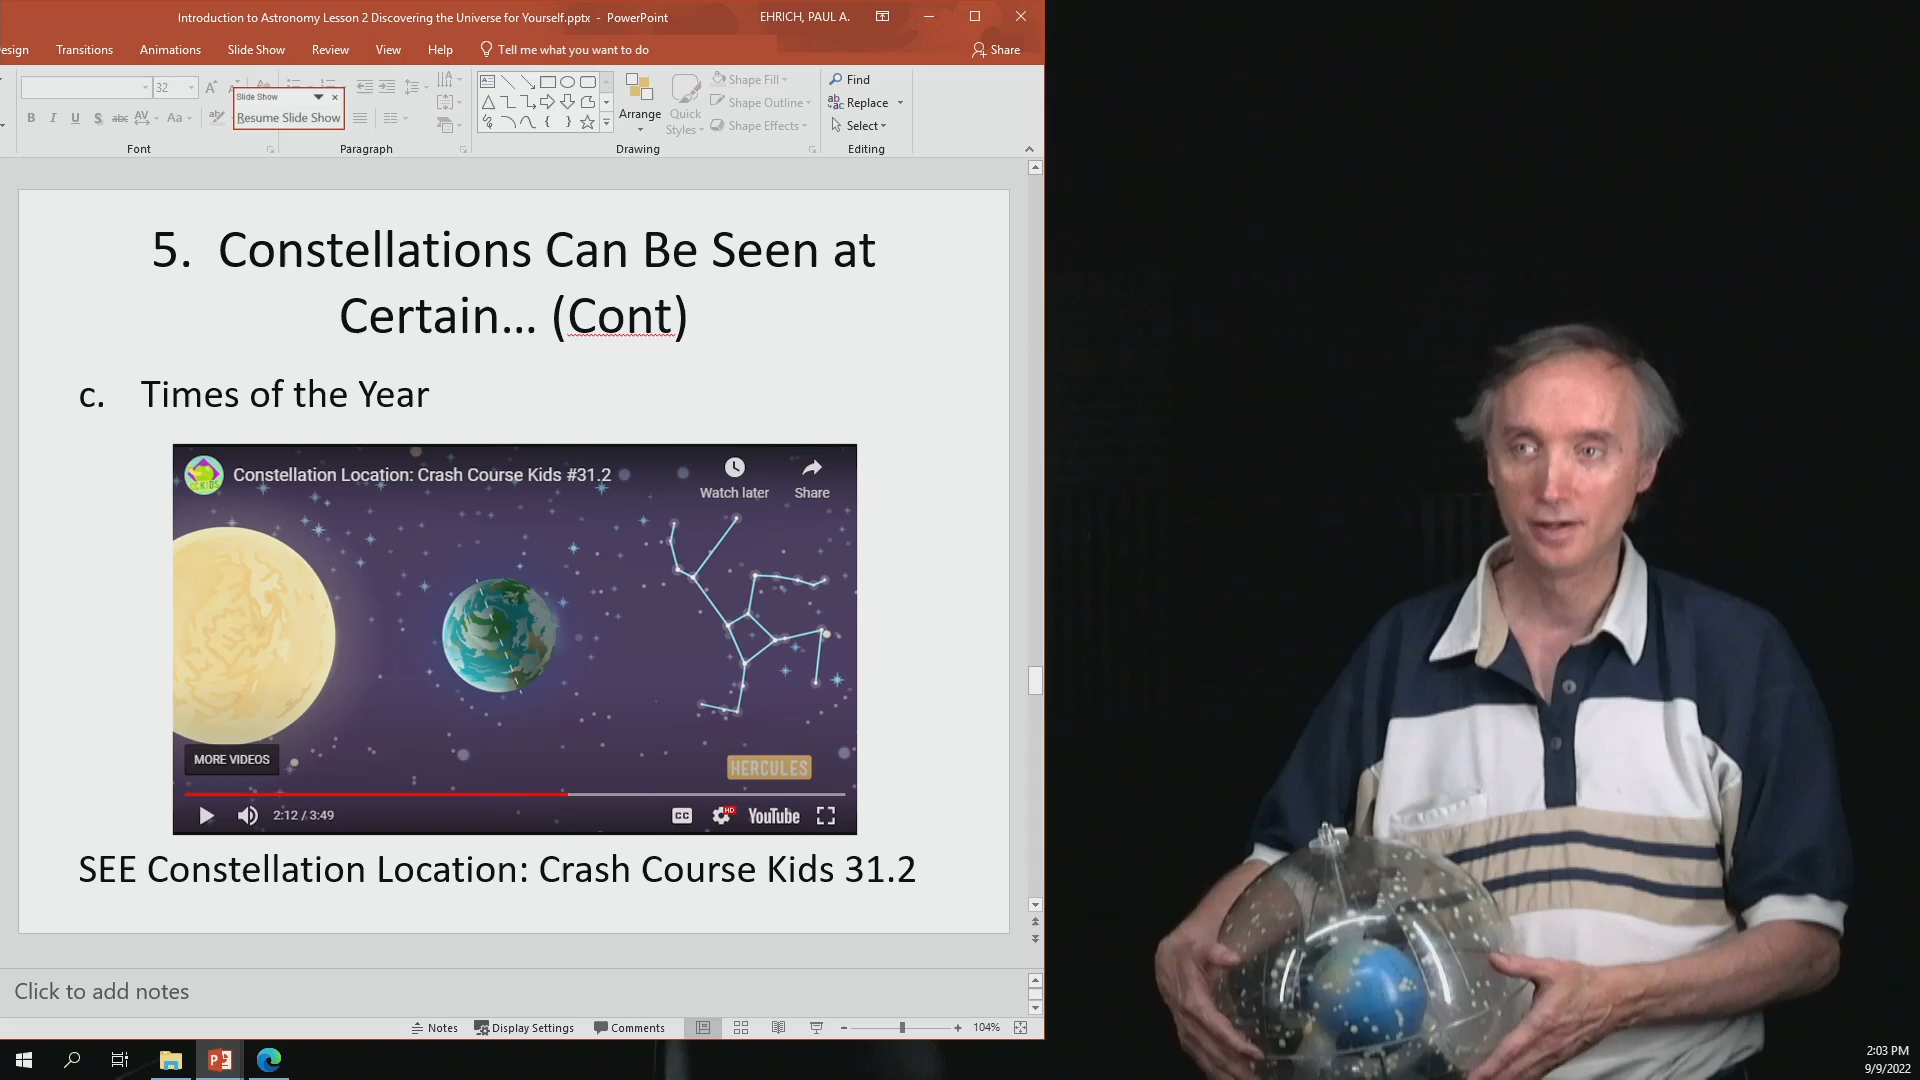 Introduction to Astronomy Lesson 2 Discovering the Universe for Yourself.pptx - PowerPoint
EHRICH, PAUL A.
esign Transitions Animations Slide Show Review View Help Tell me what you want to do Share
32
Slide Show
Resume Slide Show
B I U S abc AV Aa
Font
Paragraph
Arrange
Quick Styles
Shape Fill
Shape Outline
Shape Effects
Drawing
Find
Replace
Select
Editing
5. Constellations Can Be Seen at
Certain... (Cont)
c. Times of the Year
Constellation Location: Crash Course Kids #31.2
Watch later Share
MORE VIDEOS
HERCULES
2:12 / 3:49
CC HD YouTube
SEE Constellation Location: Crash Course Kids 31.2
Click to add notes
Notes Display Settings Comments 104%
2:03 PM
9/9/2022